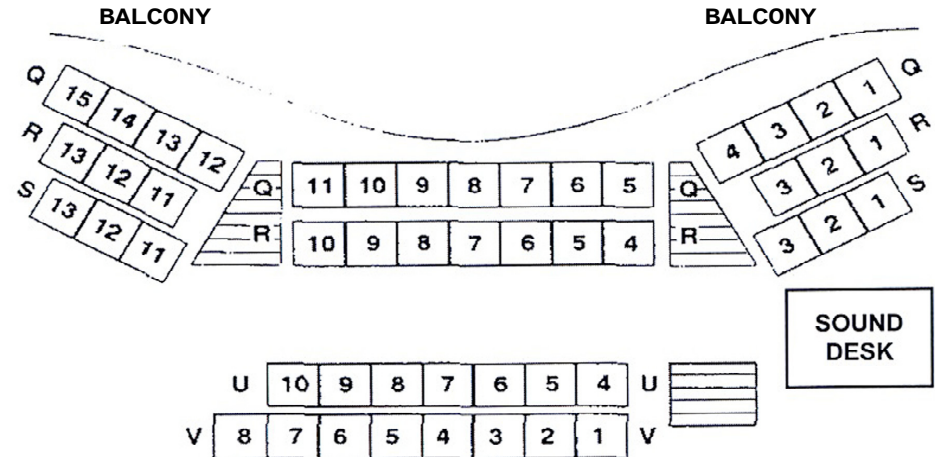 BALCONY BALCONY
Q 15 14 13 12
R 13 12 11
S 13 12 11
Q 11 10 9 8 7 6 5 Q
R 10 9 8 7 6 5 4 R
4 3 2 1 Q
3 2 1 R
3 2 1 S
SOUND
DESK
U 10 9 8 7 6 5 4 U
V 8 7 6 5 4 3 2 1 V